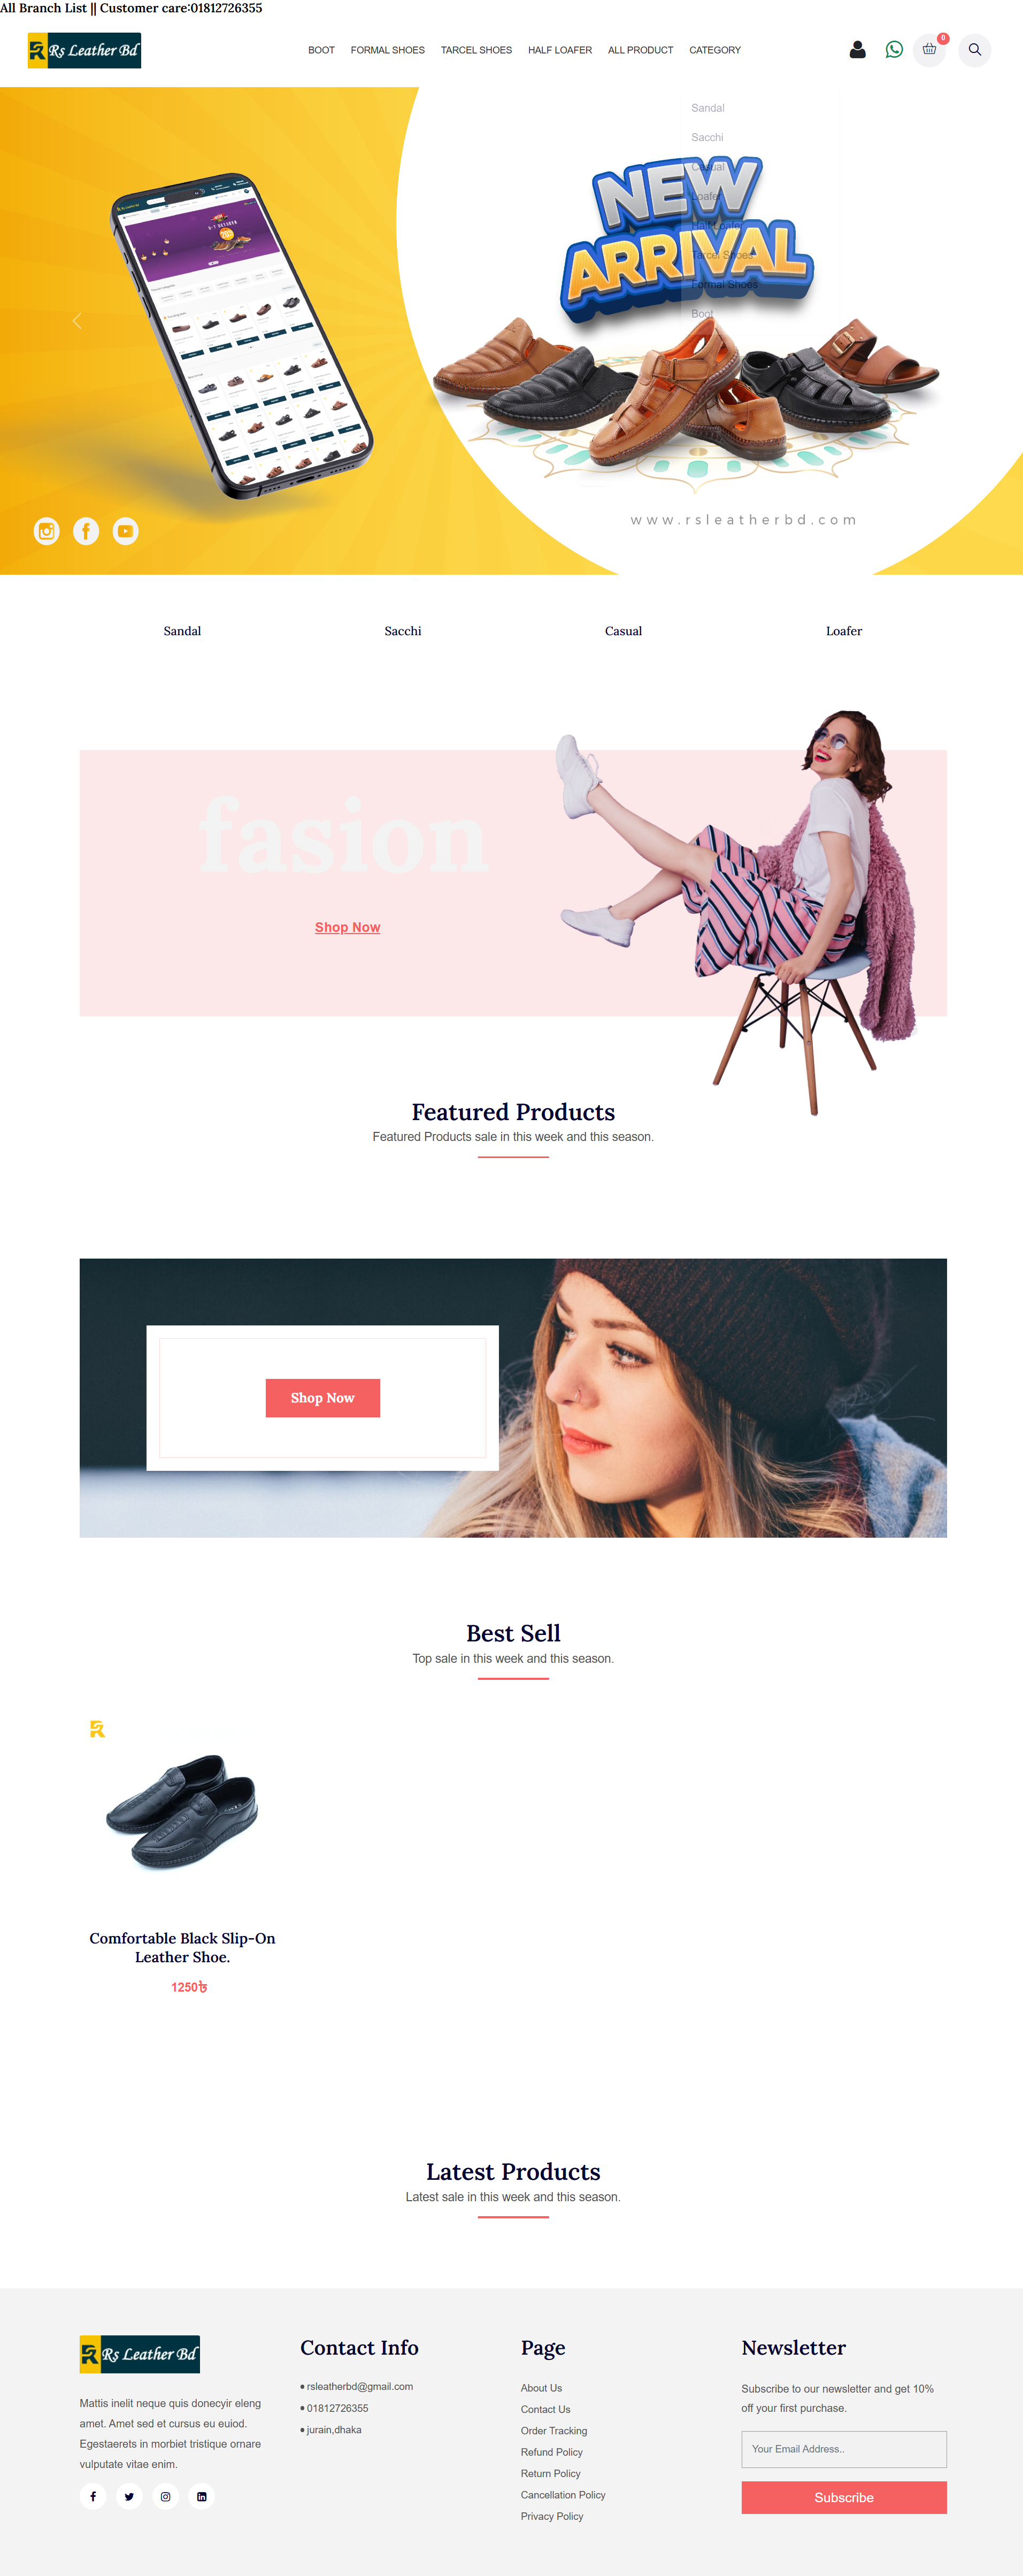 All Branch List || Customer care:01812726355
Rs Leather Bd
BOOT FORMAL SHOES TARCEL SHOES HALF LOAFER ALL PRODUCT CATEGORY
0
Sandal
Sacchi
Casual
Loafer
Half Loafer
Tarcel Shoes
Formal Shoes
Boot
NEW
ARRIVAL
www.rsleatherbd.com
Sandal Sacchi Casual Loafer
fasion
Shop Now
Featured Products
Featured Products sale in this week and this season.
Shop Now
Best Sell
Top sale in this week and this season.
Comfortable Black Slip-On
Leather Shoe.
1250৳
Latest Products
Latest sale in this week and this season.
Rs Leather Bd
Mattis inelit neque quis donecyir eleng
amet. Amet sed et cursus eu euiod.
Egestaerets in morbiet tristique ornare
vulputate vitae enim.
Contact Info
rsleatherbd@gmail.com
01812726355
jurain,dhaka
Page
About Us
Contact Us
Order Tracking
Refund Policy
Return Policy
Cancellation Policy
Privacy Policy
Newsletter
Subscribe to our newsletter and get 10%
off your first purchase.
Your Email Address..
Subscribe